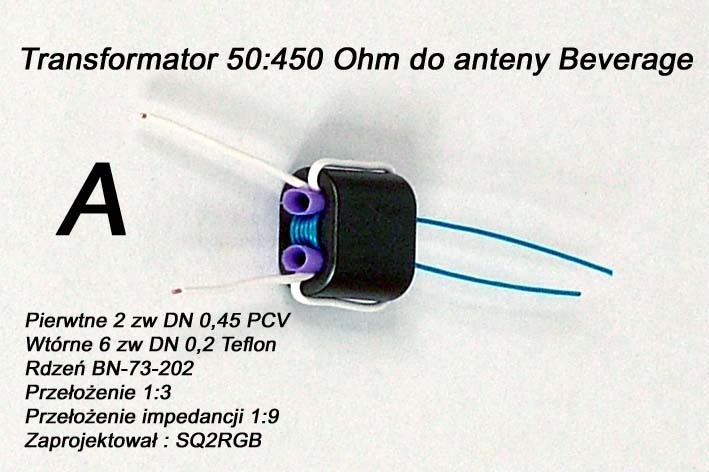 Transformator 50:450 Ohm do anteny Beverage
A
Pierwtne 2 zw DN 0,45 PCV
Wtórne 6 zw DN 0,2 Teflon
Rdzeń BN-73-202
Przełożenie 1:3
Przełożenie impedancji 1:9
Zaprojektował : SQ2RGB